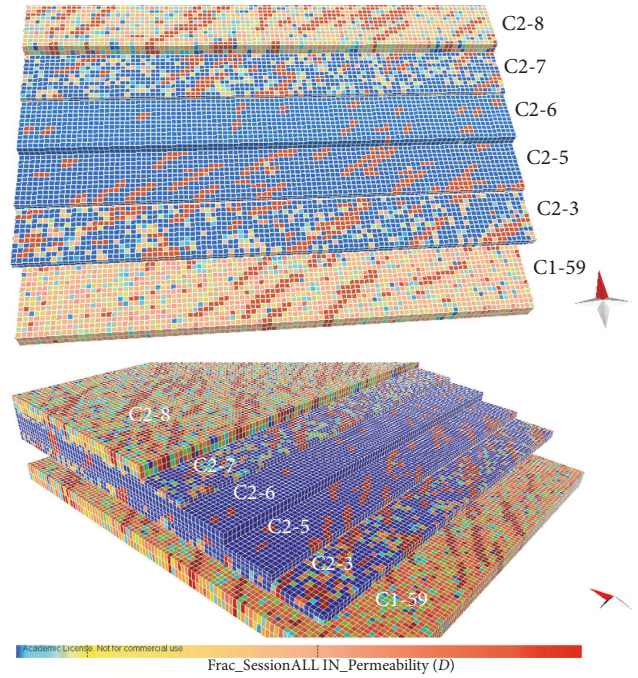 C2-8
C2-7
C2-6
C2-5
C2-3
C1-59
C2-8
C2-7
C2-6
C2-5
C2-3
C1-59
Academic License. Not for commercial use
Frac_SessionALL IN_Permeability (D)